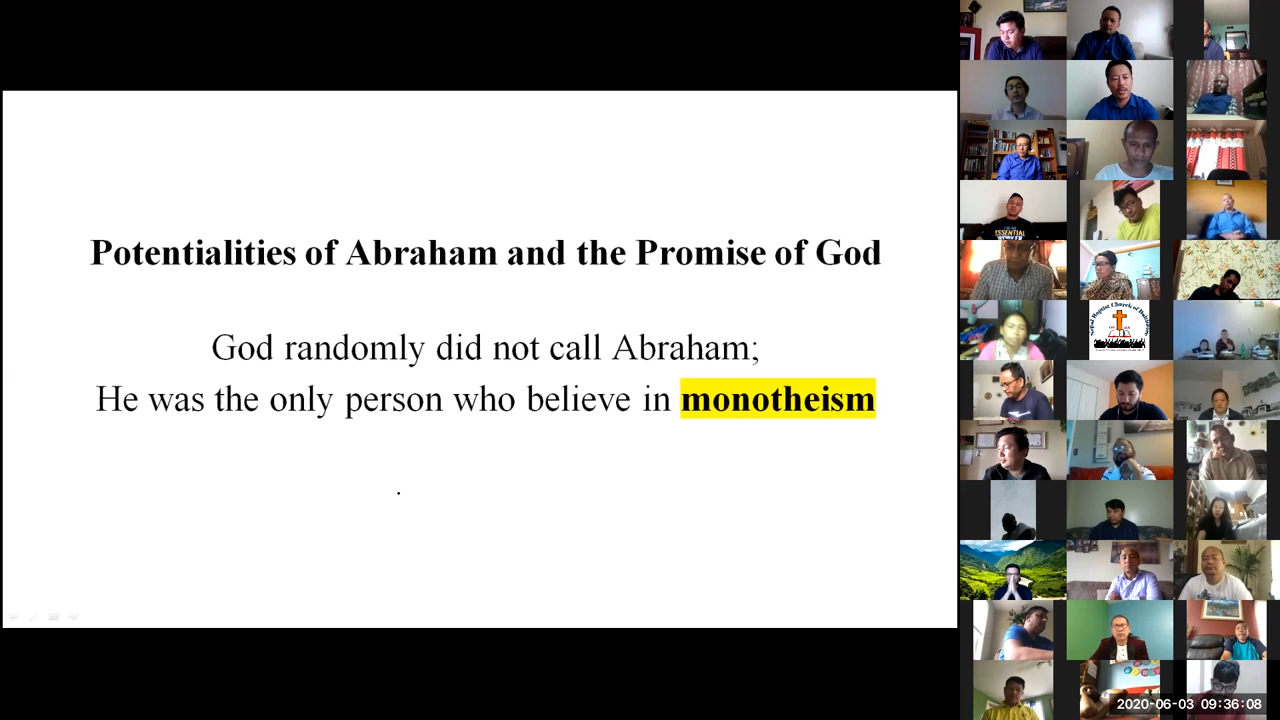 Potentialities of Abraham and the Promise of God
God randomly did not call Abraham;
He was the only person who believe in monotheism
ESSENTIAL
WORKER
2020-06-03 09:36:08